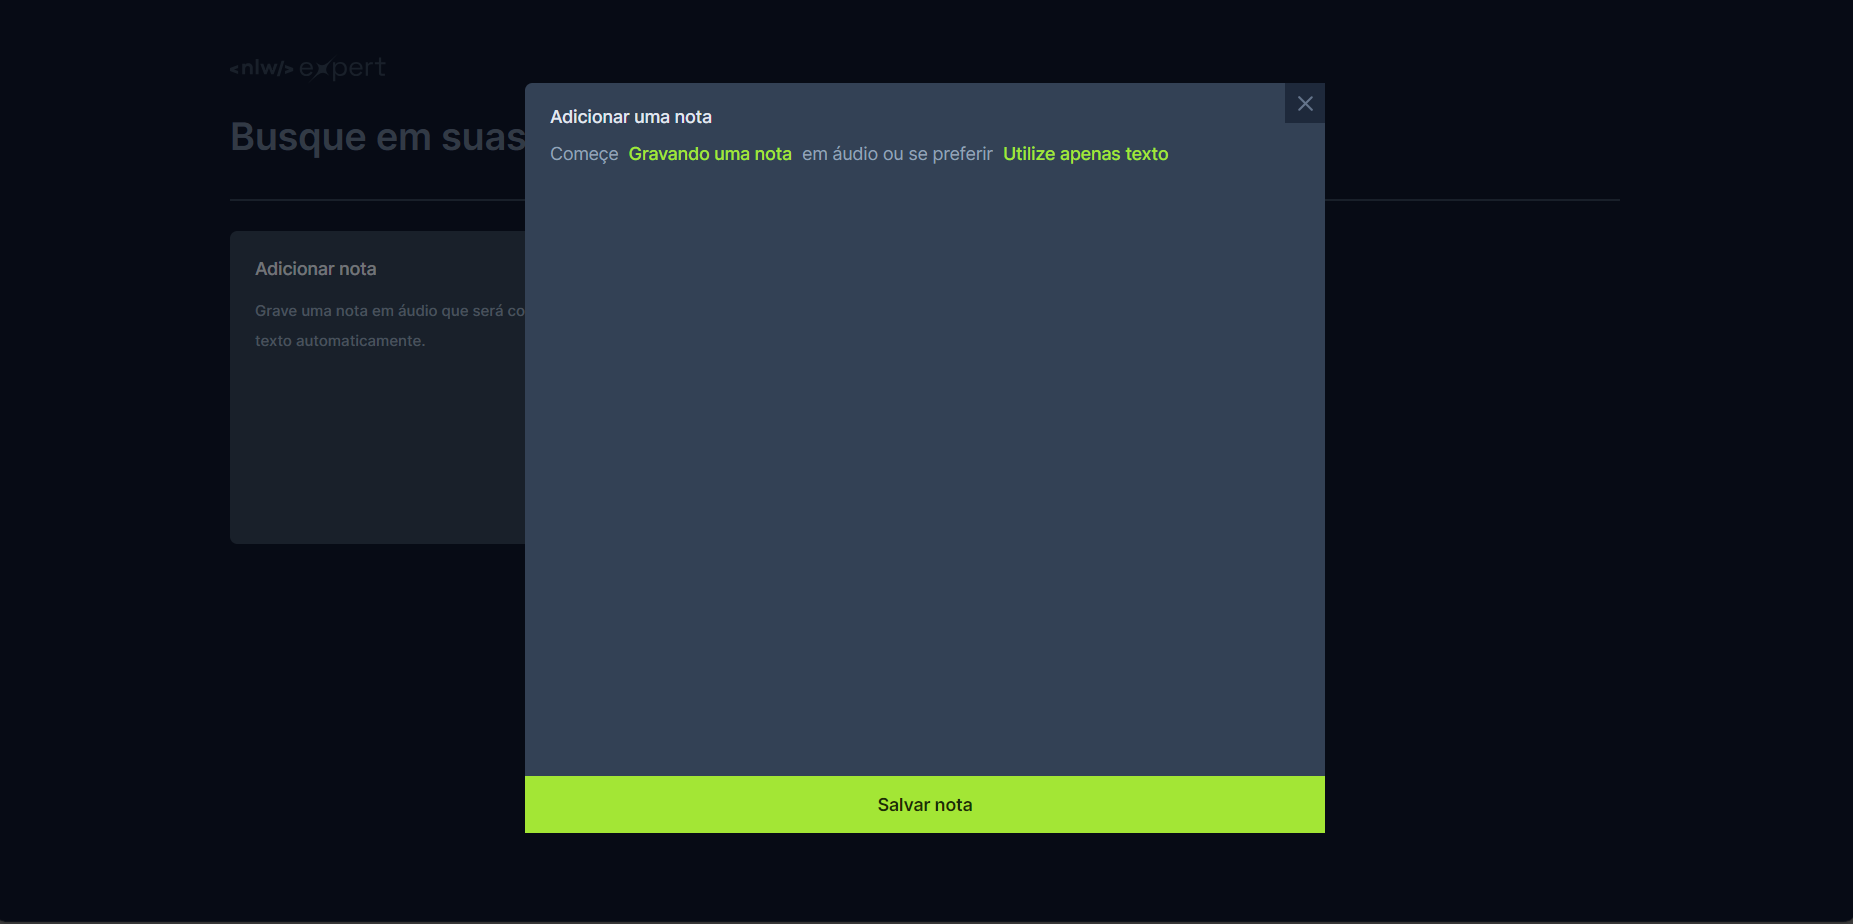 <nlw/> expert
Busque em suas
Adicionar nota
Grave uma nota em áudio que será co
texto automaticamente.
Adicionar uma nota
Começe Gravando uma nota em áudio ou se preferir Utilize apenas texto
Salvar nota